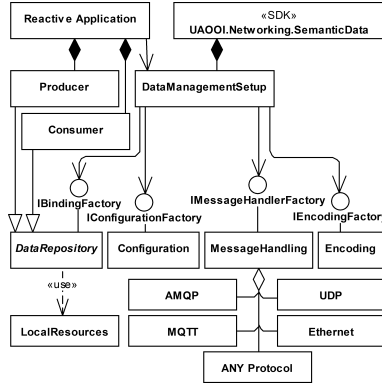 Reactive Application
«SDK»
UAOOI.Networking.SemanticData
Producer
DataManagementSetup
Consumer
IBindingFactory
IMessageHandlerFactory
IConfigurationFactory
IEncodingFactory
DataRepository
Configuration
MessageHandling
Encoding
«use»
AMQP
UDP
LocalResources
MQTT
Ethernet
ANY Protocol